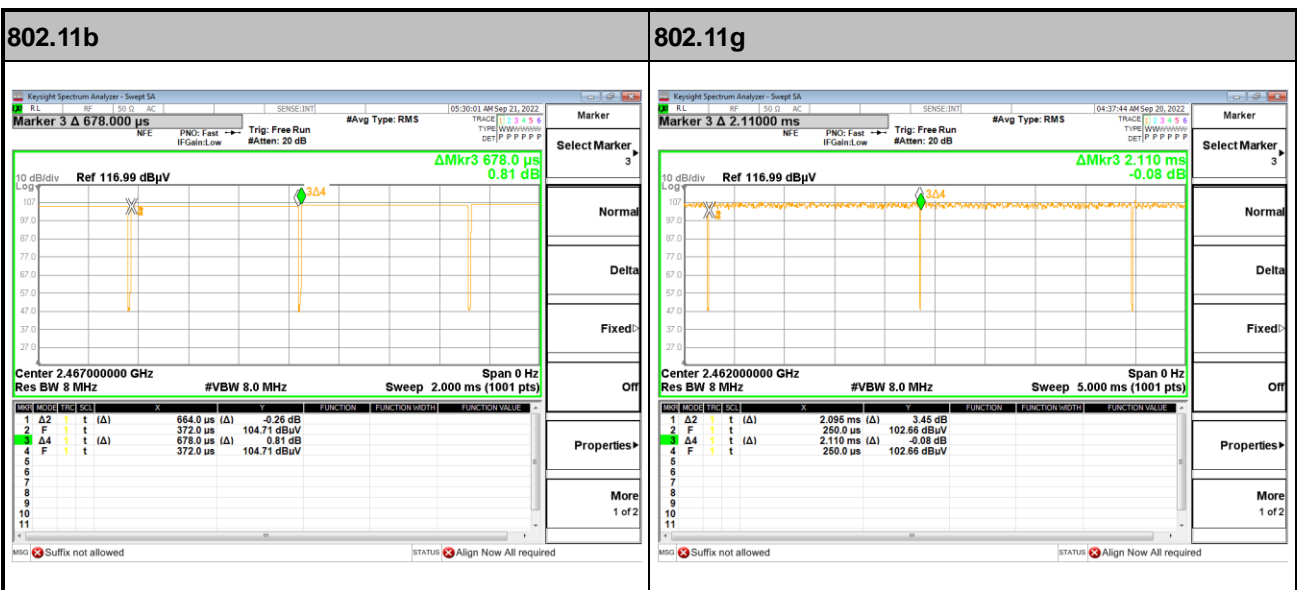 802.11b
Keysight Spectrum Analyzer - Swept SA
RL RF 50 Ω AC SENSE:INT 05:30:01 AM Sep 21, 2022
Marker 3 Δ 678.000 µs
NFE PNO: Fast Trig: Free Run #Avg Type: RMS TRACE 1 2 3 4 5 6
IFGain:Low #Atten: 20 dB TYPE WWWWWWW
DET P P P P P P
ΔMkr3 678.0 µs
0.81 dB
10 dB/div Ref 116.99 dBµV
Log
107
97.0
87.0
77.0
67.0
57.0
47.0
37.0
27.0
3Δ4
Center 2.467000000 GHz Span 0 Hz
Res BW 8 MHz #VBW 8.0 MHz Sweep 2.000 ms (1001 pts)
MKR MODE TRC SCL X Y FUNCTION FUNCTION WIDTH FUNCTION VALUE
1 Δ2 1 t (Δ) 664.0 µs (Δ) -0.26 dB
2 F 1 t 372.0 µs 104.71 dBµV
3 Δ4 1 t (Δ) 678.0 µs (Δ) 0.81 dB
4 F 1 t 372.0 µs 104.71 dBµV
5
6
7
8
9
10
11
MSG Suffix not allowed STATUS Align Now All required
Marker
Select Marker
3
Normal
Delta
Fixed
Off
Properties
More
1 of 2
802.11g
Keysight Spectrum Analyzer - Swept SA
RL RF 50 Ω AC SENSE:INT 04:37:44 AM Sep 20, 2022
Marker 3 Δ 2.11000 ms
NFE PNO: Fast Trig: Free Run #Avg Type: RMS TRACE 1 2 3 4 5 6
IFGain:Low #Atten: 20 dB TYPE WWWWWWW
DET P P P P P P
ΔMkr3 2.110 ms
-0.08 dB
10 dB/div Ref 116.99 dBµV
Log
107
97.0
87.0
77.0
67.0
57.0
47.0
37.0
27.0
3Δ4
Center 2.462000000 GHz Span 0 Hz
Res BW 8 MHz #VBW 8.0 MHz Sweep 5.000 ms (1001 pts)
MKR MODE TRC SCL X Y FUNCTION FUNCTION WIDTH FUNCTION VALUE
1 Δ2 1 t (Δ) 2.095 ms (Δ) 3.45 dB
2 F 1 t 250.0 µs 102.66 dBµV
3 Δ4 1 t (Δ) 2.110 ms (Δ) -0.08 dB
4 F 1 t 250.0 µs 102.66 dBµV
5
6
7
8
9
10
11
MSG Suffix not allowed STATUS Align Now All required
Marker
Select Marker
3
Normal
Delta
Fixed
Off
Properties
More
1 of 2